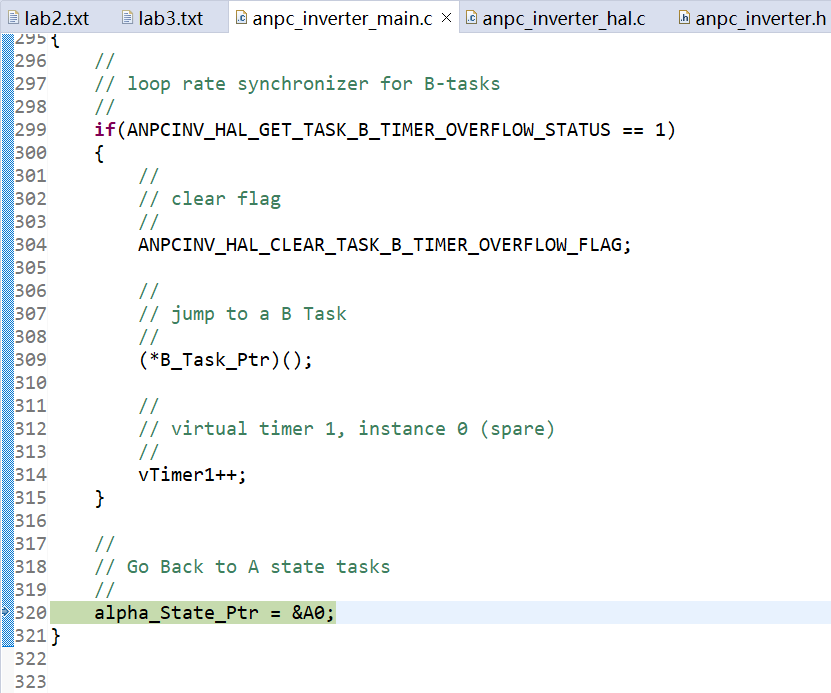 lab2.txt lab3.txt anpc_inverter_main.c anpc_inverter_hal.c anpc_inverter.h
295 {
296 //
297 // loop rate synchronizer for B-tasks
298 //
299 if(ANPCINV_HAL_GET_TASK_B_TIMER_OVERFLOW_STATUS == 1)
300 {
301 //
302 // clear flag
303 //
304 ANPCINV_HAL_CLEAR_TASK_B_TIMER_OVERFLOW_FLAG;
305
306 //
307 // jump to a B Task
308 //
309 (*B_Task_Ptr)();
310
311 //
312 // virtual timer 1, instance 0 (spare)
313 //
314 vTimer1++;
315 }
316
317 //
318 // Go Back to A state tasks
319 //
320 alpha_State_Ptr = &A0;
321 }
322
323